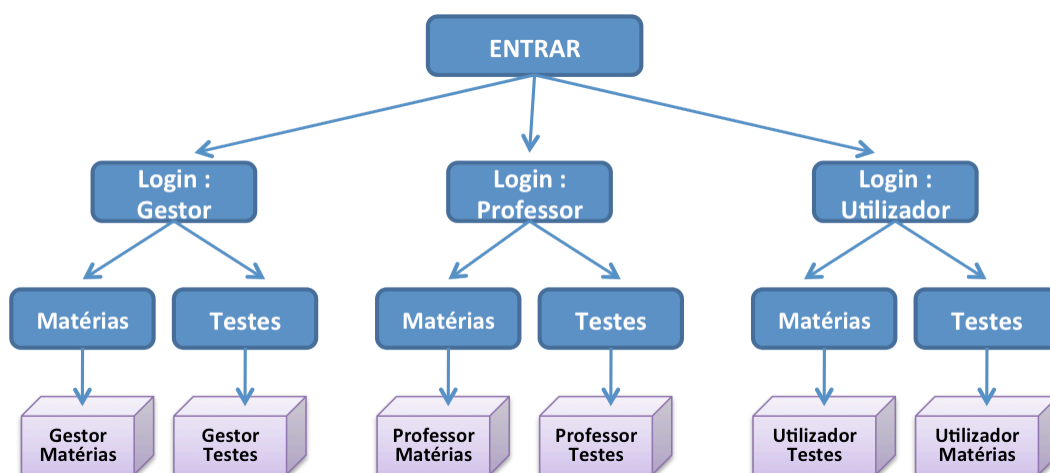 ENTRAR
Login :
Gestor
Login :
Professor
Login :
Utilizador
Matérias
Testes
Matérias
Testes
Matérias
Testes
Gestor
Matérias
Gestor
Testes
Professor
Matérias
Professor
Testes
Utilizador
Testes
Utilizador
Matérias